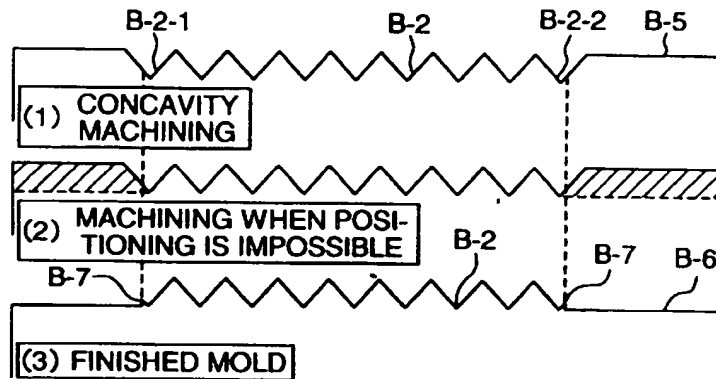 B-2-1
B-2
B-2-2
B-5
(1) CONCAVITY
MACHINING
(2) MACHINING WHEN POSI-
TIONING IS IMPOSSIBLE
B-7
B-2
B-7
B-6
(3) FINISHED MOLD